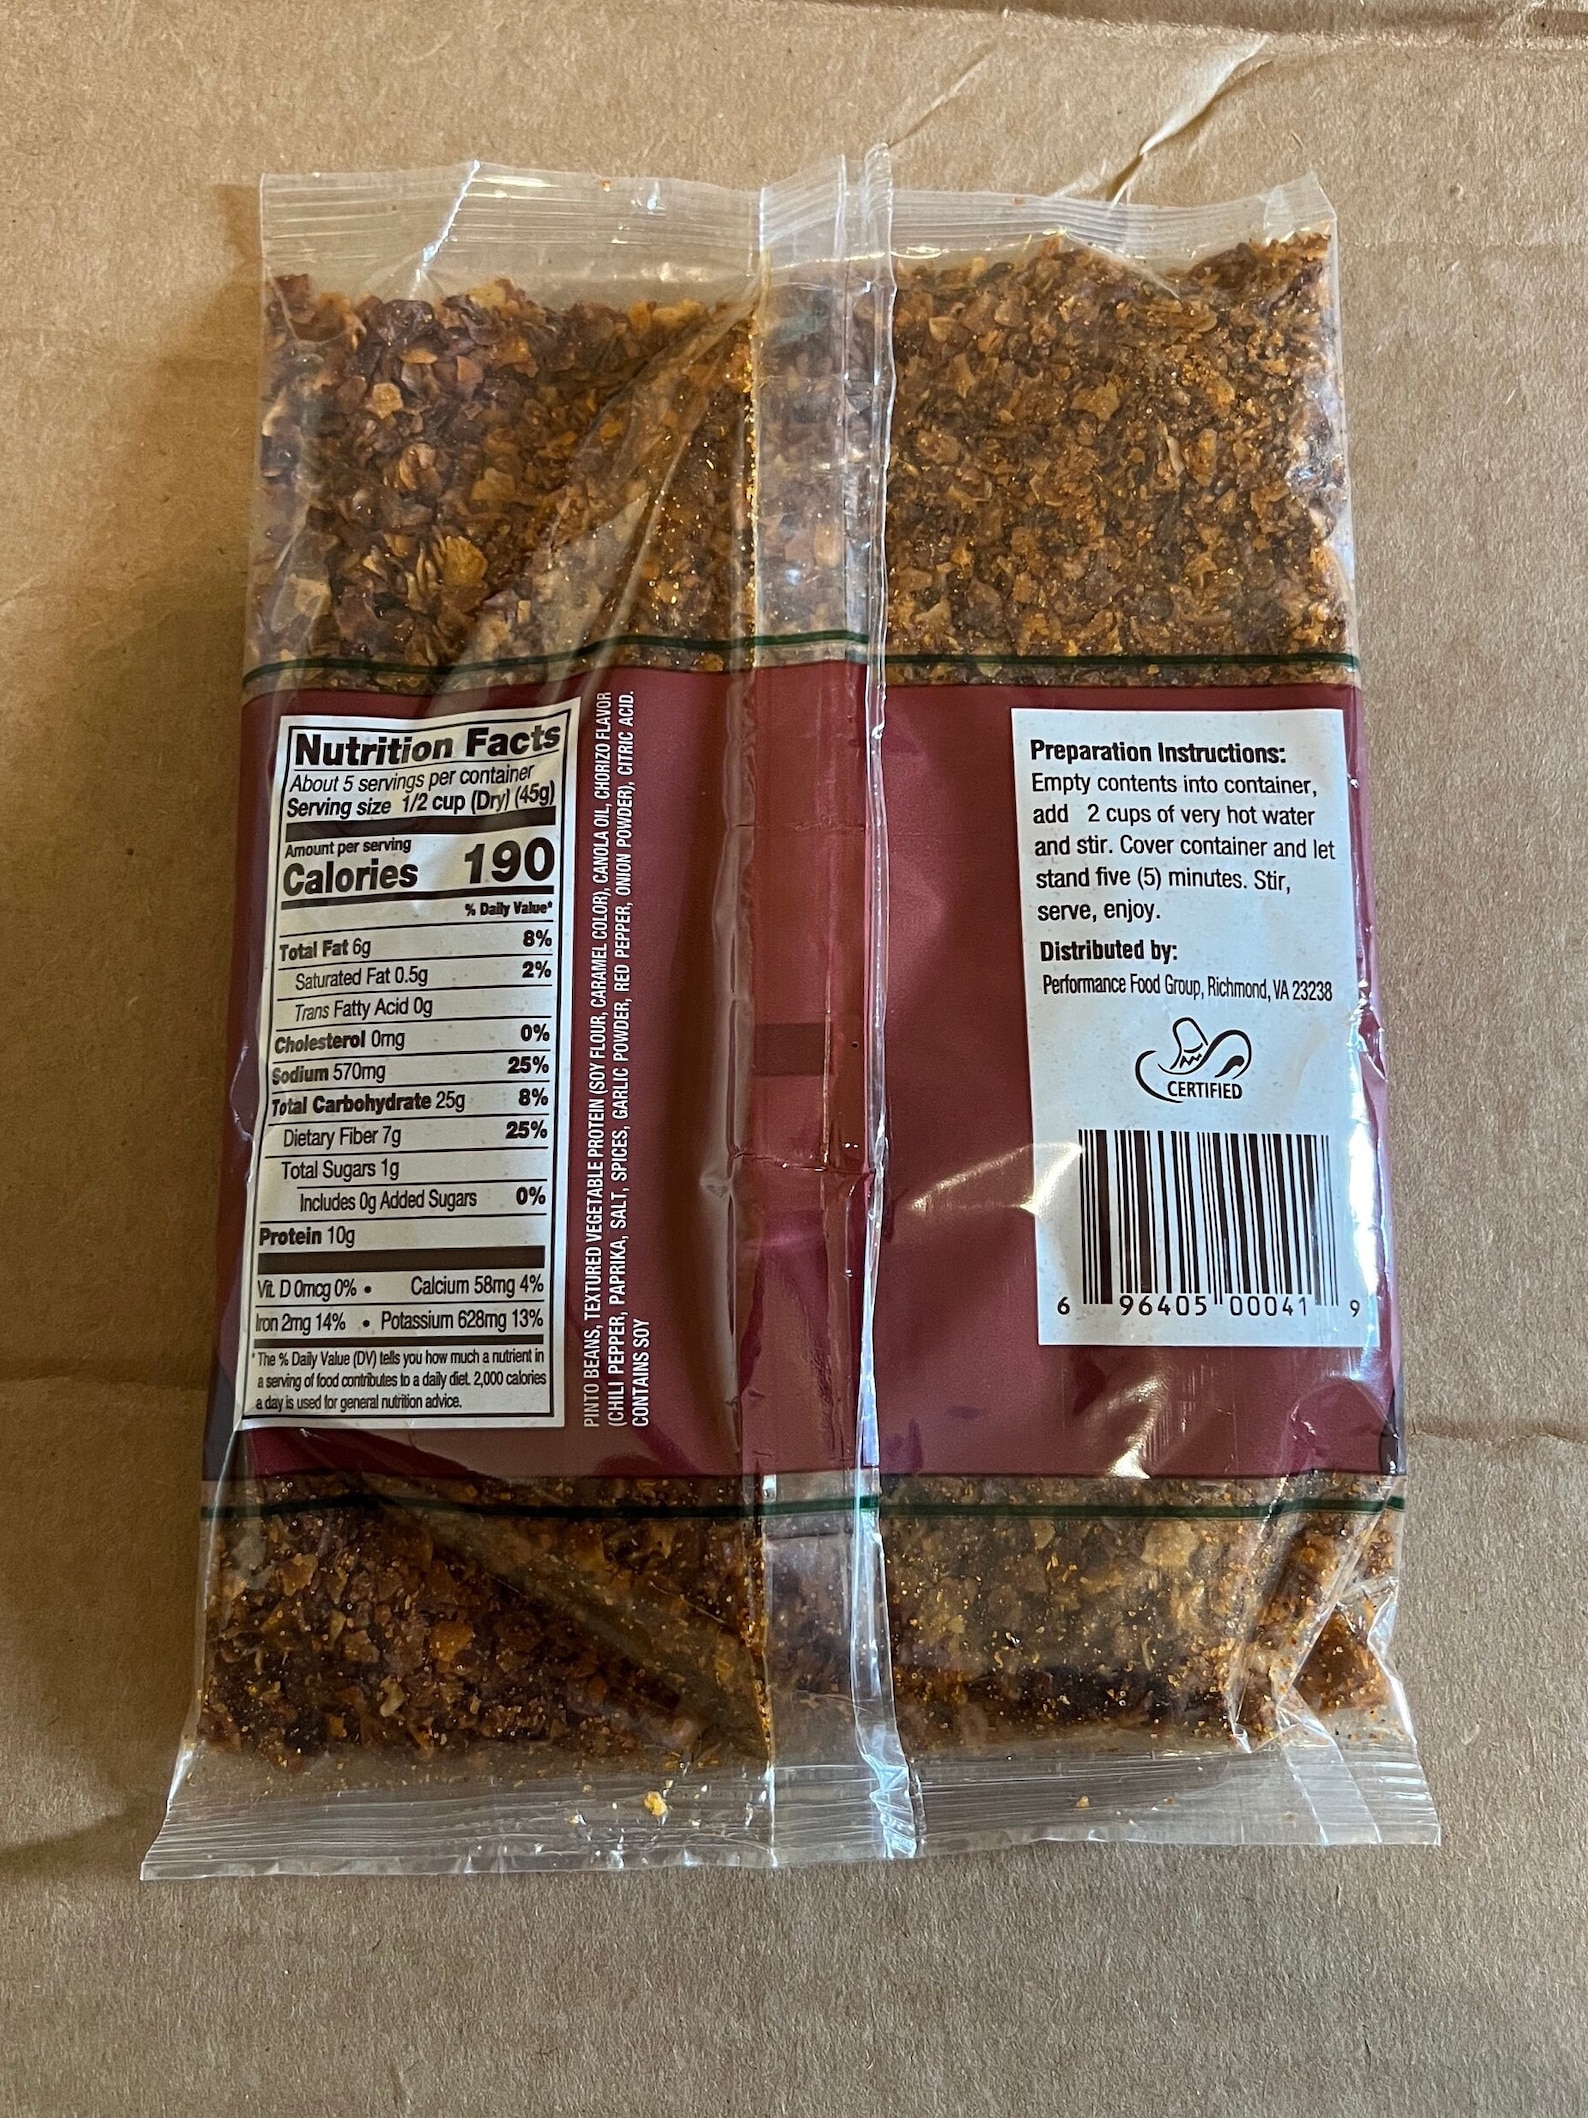 Nutrition Facts
About 5 servings per container
Serving size 1/2 cup (Dry) (45g)
Amount per serving
Calories 190
% Daily Value*
Total Fat 6g 8%
Saturated Fat 0.5g 2%
Trans Fatty Acid 0g
Cholesterol 0mg 0%
Sodium 570mg 25%
Total Carbohydrate 25g 8%
Dietary Fiber 7g 25%
Total Sugars 1g
Includes 0g Added Sugars 0%
Protein 10g
Vit. D 0mcg 0% • Calcium 58mg 4%
Iron 2mg 14% • Potassium 628mg 13%
* The % Daily Value (DV) tells you how much a nutrient in
a serving of food contributes to a daily diet. 2,000 calories
a day is used for general nutrition advice.
PINTO BEANS, TEXTURED VEGETABLE PROTEIN (SOY FLOUR, CARAMEL COLOR), CANOLA OIL, CHORIZO FLAVOR
(CHILI PEPPER, PAPRIKA, SALT, SPICES, GARLIC POWDER, RED PEPPER, ONION POWDER), CITRIC ACID.
CONTAINS SOY
Preparation Instructions:
Empty contents into container,
add 2 cups of very hot water
and stir. Cover container and let
stand five (5) minutes. Stir,
serve, enjoy.
Distributed by:
Performance Food Group, Richmond, VA 23238
CERTIFIED
6 96405 00041 9